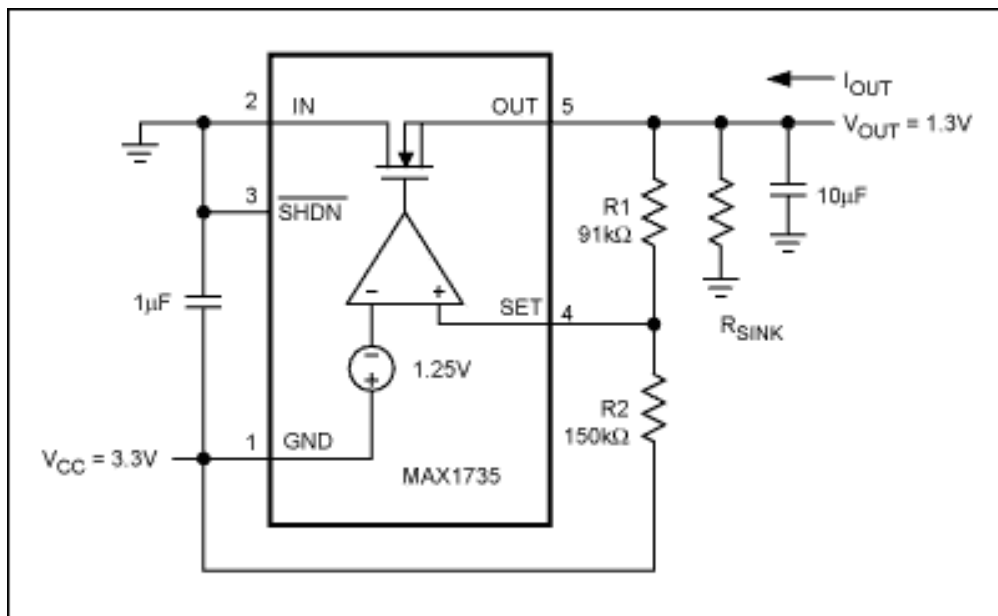 I_OUT
2
IN
OUT
5
V_OUT = 1.3V
3
SHDN
R1
91kΩ
10µF
1µF
SET
4
R_SINK
1.25V
R2
150kΩ
V_CC = 3.3V
1
GND
MAX1735